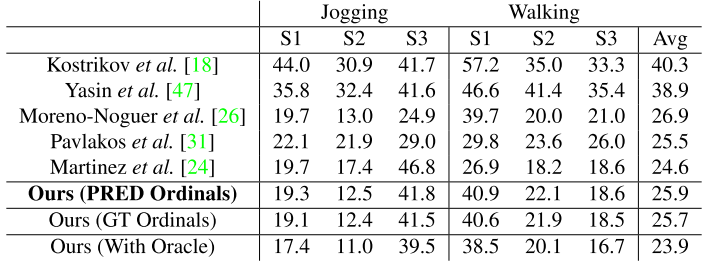 Jogging Walking
S1 S2 S3 S1 S2 S3 Avg
Kostrikov et al. [18] 44.0 30.9 41.7 57.2 35.0 33.3 40.3
Yasin et al. [47] 35.8 32.4 41.6 46.6 41.4 35.4 38.9
Moreno-Noguer et al. [26] 19.7 13.0 24.9 39.7 20.0 21.0 26.9
Pavlakos et al. [31] 22.1 21.9 29.0 29.8 23.6 26.0 25.5
Martinez et al. [24] 19.7 17.4 46.8 26.9 18.2 18.6 24.6
Ours (PRED Ordinals) 19.3 12.5 41.8 40.9 22.1 18.6 25.9
Ours (GT Ordinals) 19.1 12.4 41.5 40.6 21.9 18.5 25.7
Ours (With Oracle) 17.4 11.0 39.5 38.5 20.1 16.7 23.9